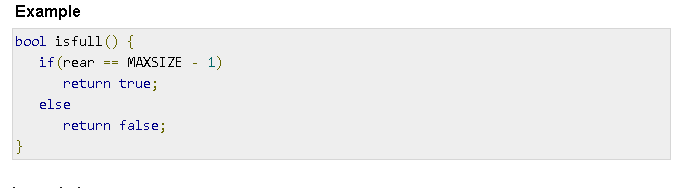 Example
bool isfull() {
   if(rear == MAXSIZE - 1)
      return true;
   else
      return false;
}